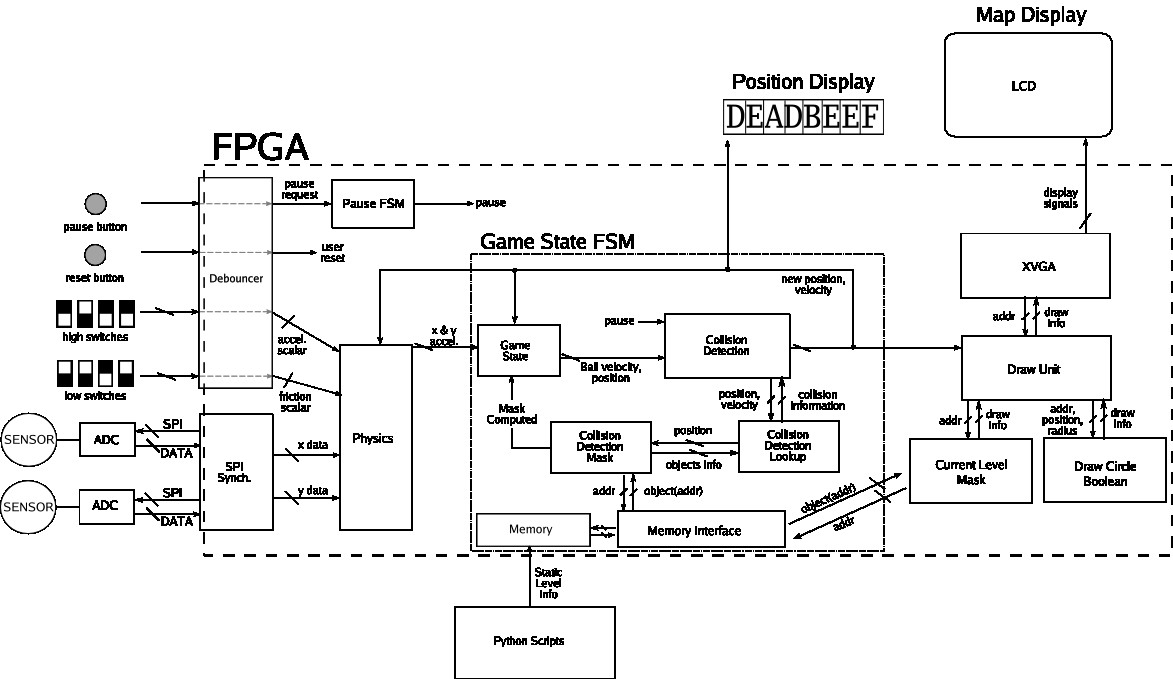 Map Display
LCD
Position Display
DEADBEEF
FPGA
pause
request
Pause FSM
pause
display
signals
pause button
user
reset
Game State FSM
reset button
Debouncer
XVGA
new position,
velocity
addr
draw
info
high switches
accel.
scalar
x & y
accel.
pause
Game
State
Collision
Detection
Ball velocity,
position
Draw Unit
low switches
friction
scalar
position,
velocity
collision
information
Mask
Computed
addr
draw
info
addr,
position,
radius
draw
info
SENSOR
ADC
SPI
DATA
SPI
Synch.
x data
Physics
Collision
Detection
Mask
position
objects info
Collision
Detection
Lookup
Current Level
Mask
Draw Circle
Boolean
SENSOR
ADC
SPI
DATA
y data
addr
object(addr)
object(addr)
addr
Memory
Memory Interface
Static
Level
Info
Python Scripts